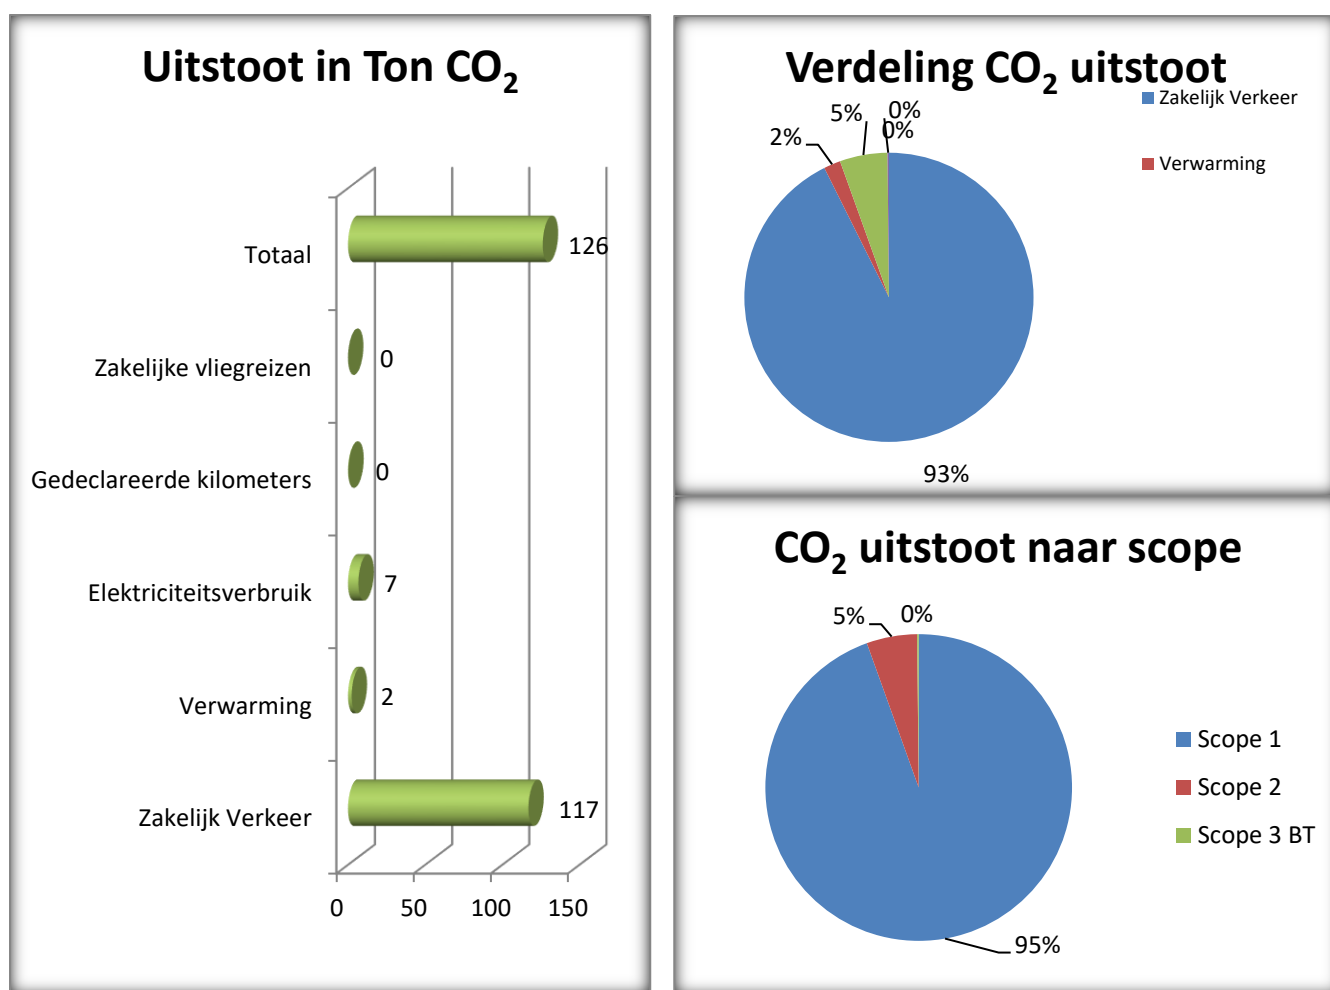 Uitstoot in Ton CO2
Totaal
126
Zakelijke vliegreizen
0
Gedeclareerde kilometers
0
Elektriciteitsverbruik
7
Verwarming
2
Zakelijk Verkeer
117
0 50 100 150
Verdeling CO2 uitstoot
Zakelijk Verkeer
Verwarming
5%
0%
0%
2%
93%
CO2 uitstoot naar scope
5%
0%
Scope 1
Scope 2
Scope 3 BT
95%